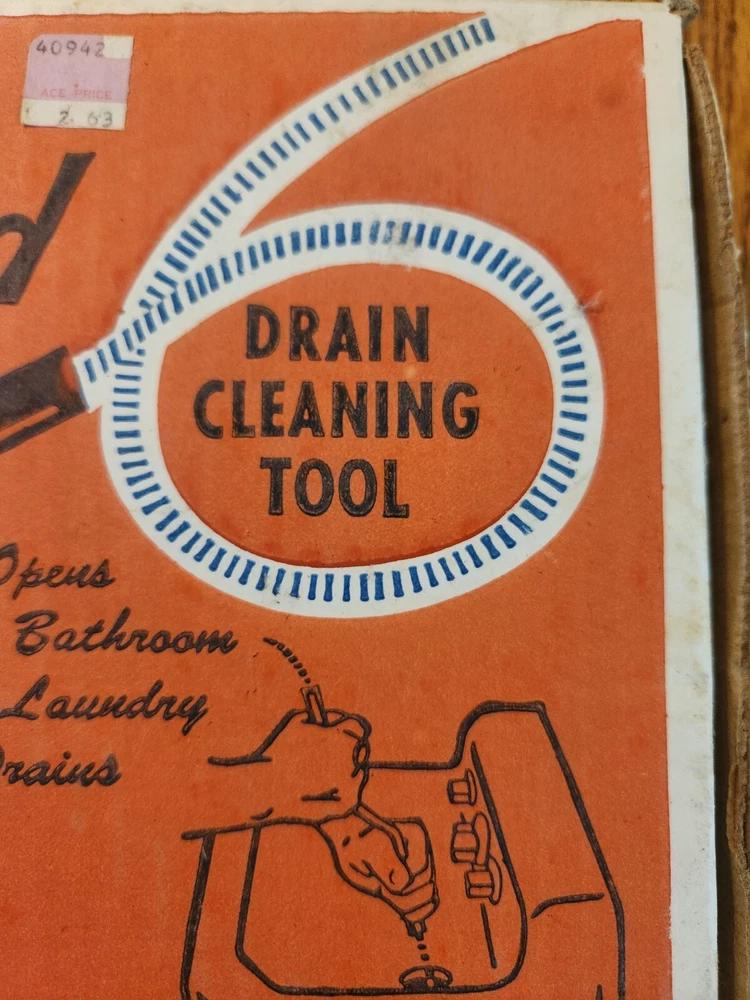 40942
ACE PRICE
2.63
d
DRAIN
CLEANING
TOOL
Opens
Bathroom
Laundry
Drains